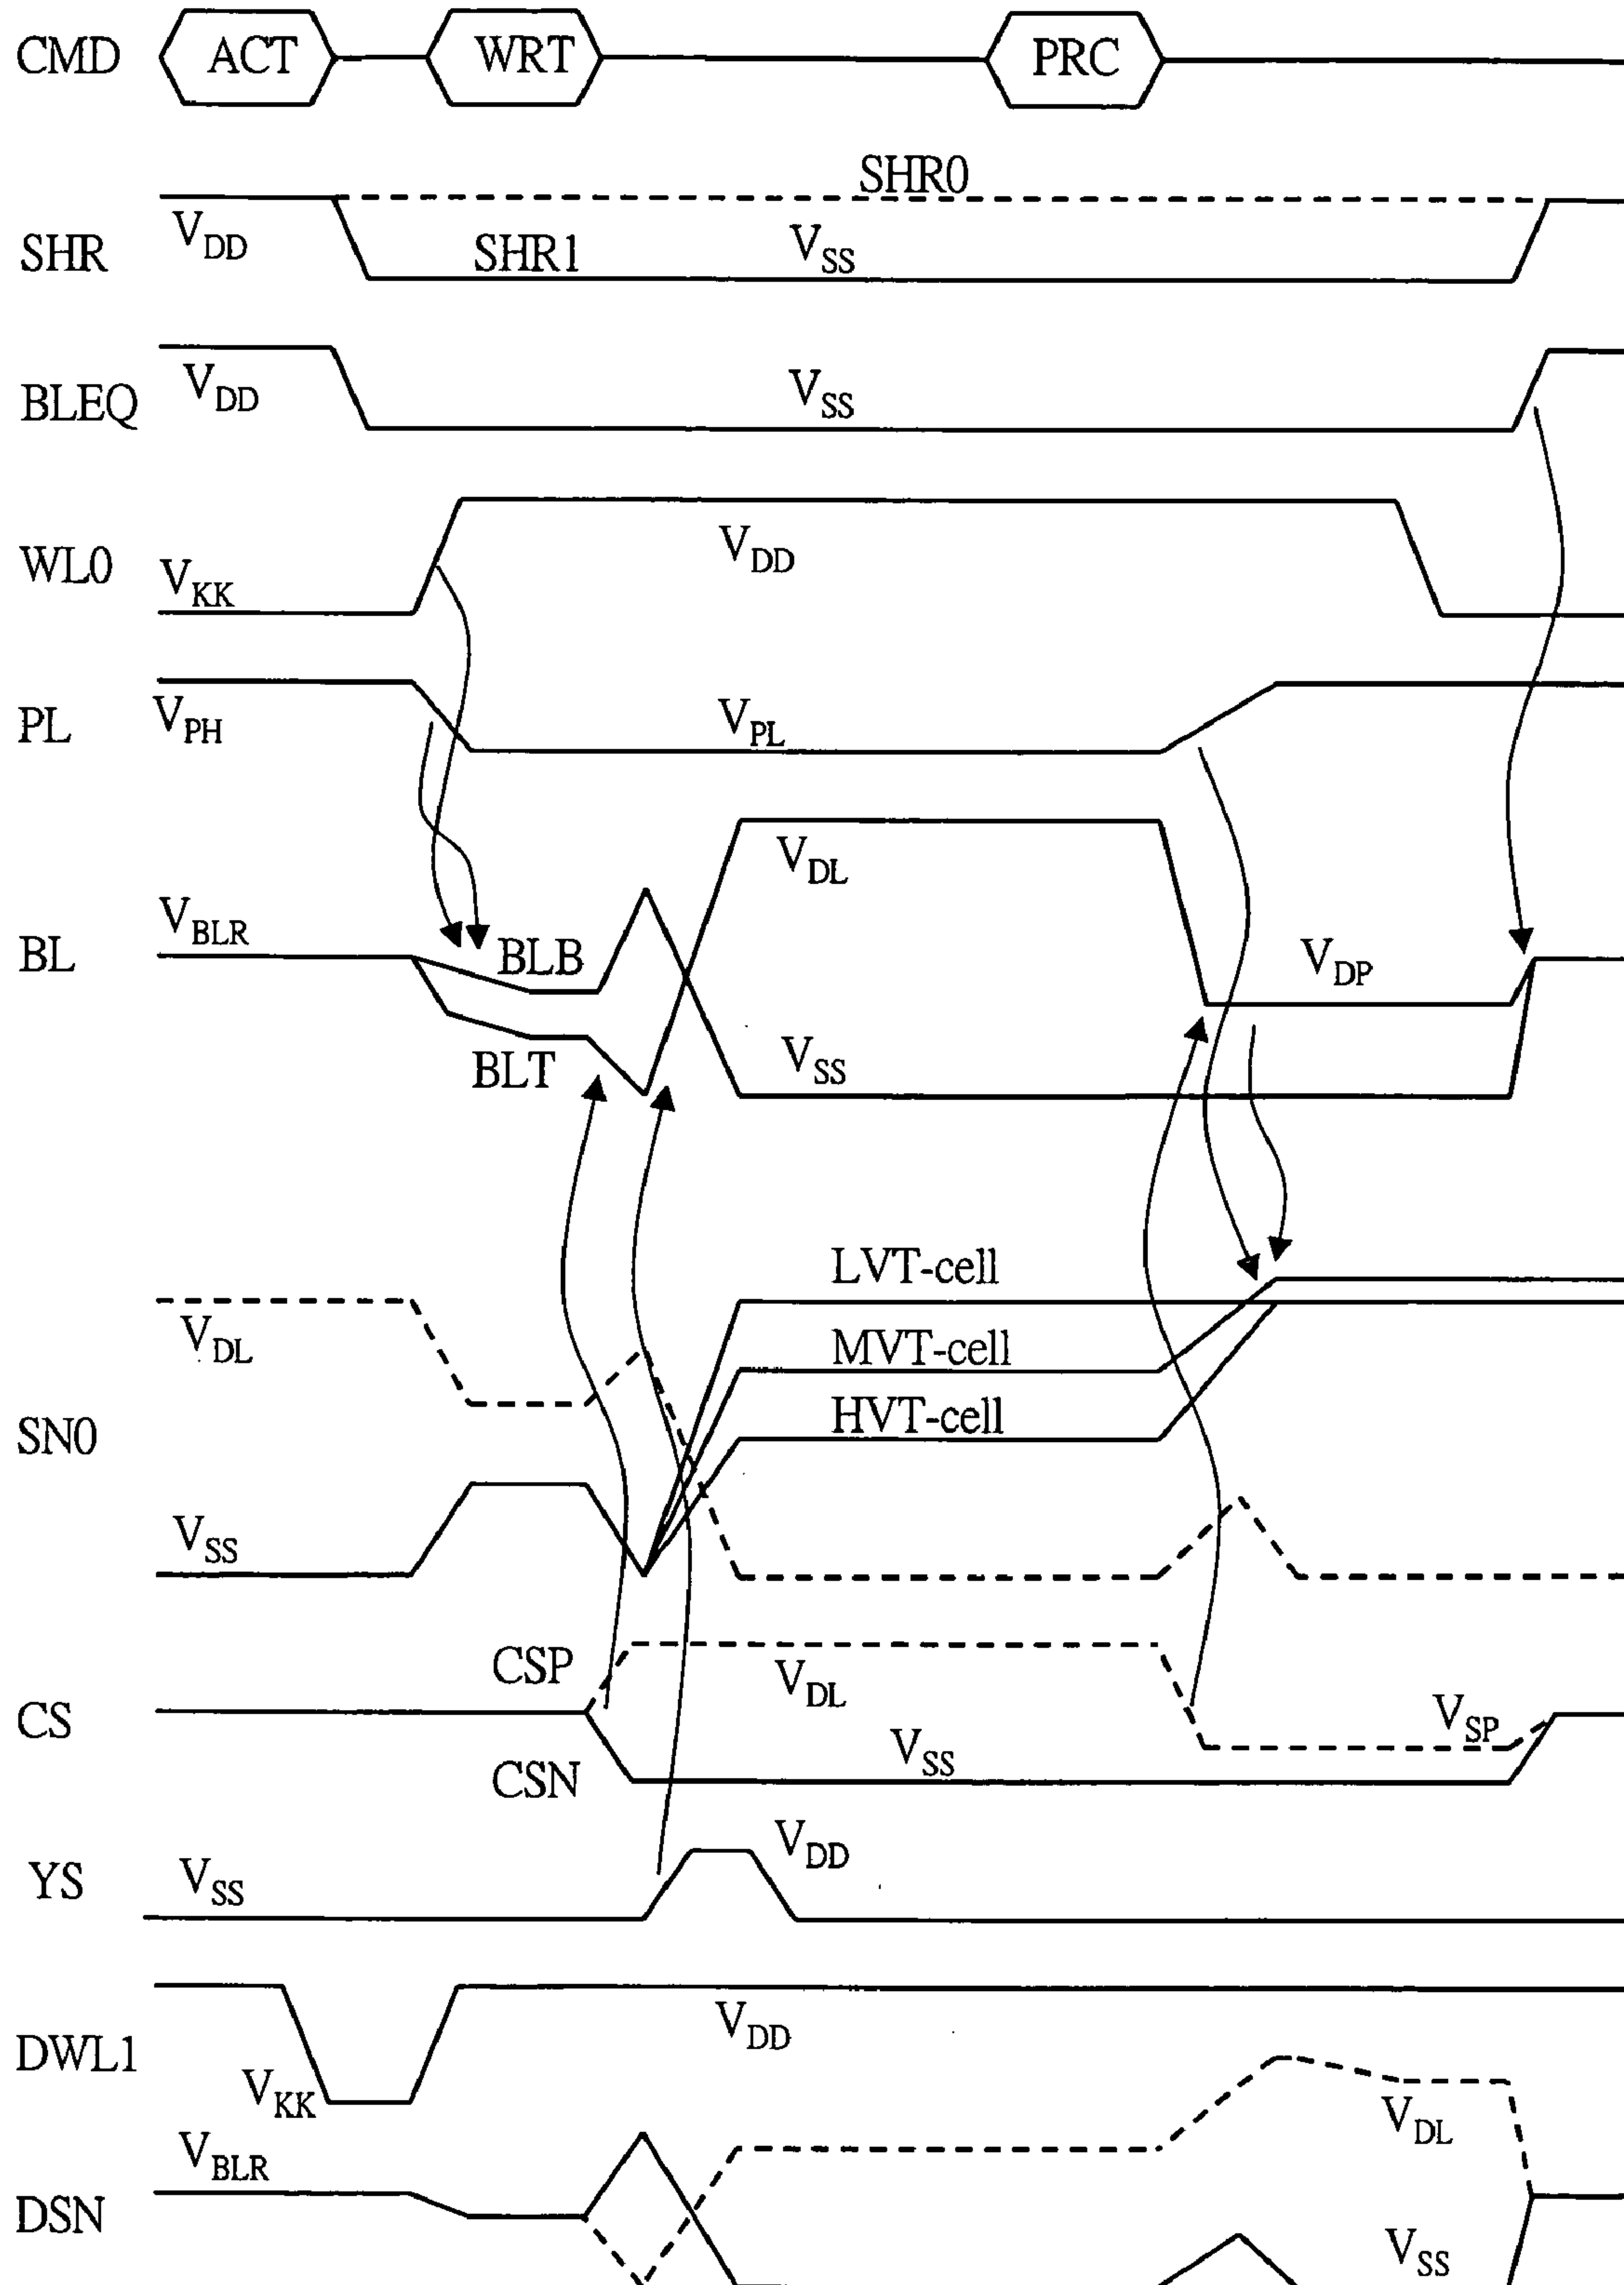 CMD ACT WRT PRC
SHR0
SHR VDD SHR1 VSS
BLEQ VDD VSS
WL0 VKK VDD
PL VPH VPL
VDL
BL VBLR BLB VDP
BLT VSS
LVT-cell
VDL MVT-cell
SN0 HVT-cell
VSS
CSP VDL
CS VSP
CSN VSS
YS VSS VDD
DWL1 VDD
VKK
VDL
VBLR
DSN VSS